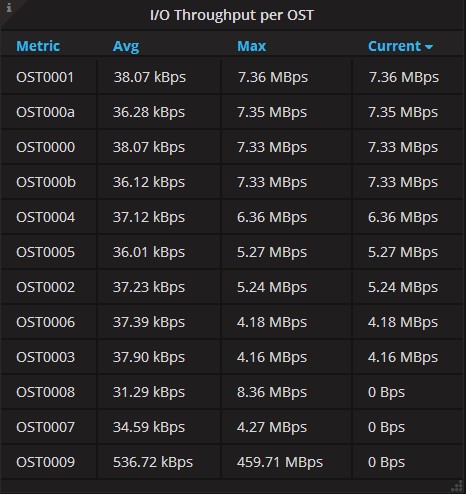 i
I/O Throughput per OST
Metric Avg Max Current
OST0001 38.07 kBps 7.36 MBps 7.36 MBps
OST000a 36.28 kBps 7.35 MBps 7.35 MBps
OST0000 38.07 kBps 7.33 MBps 7.33 MBps
OST000b 36.12 kBps 7.33 MBps 7.33 MBps
OST0004 37.12 kBps 6.36 MBps 6.36 MBps
OST0005 36.01 kBps 5.27 MBps 5.27 MBps
OST0002 37.23 kBps 5.24 MBps 5.24 MBps
OST0006 37.39 kBps 4.18 MBps 4.18 MBps
OST0003 37.90 kBps 4.16 MBps 4.16 MBps
OST0008 31.29 kBps 8.36 MBps 0 Bps
OST0007 34.59 kBps 4.27 MBps 0 Bps
OST0009 536.72 kBps 459.71 MBps 0 Bps